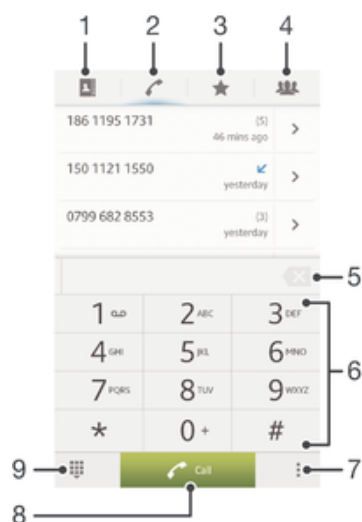 1 2 3 4
186 1195 1731 (5)
46 mins ago
150 1121 1550
yesterday
0799 682 8553 (3)
yesterday
5
1 2 ABC 3 DEF
4 GHI 5 JKL 6 MNO
6
7 PQRS 8 TUV 9 WXYZ
* 0 + #
9 Call 7
8